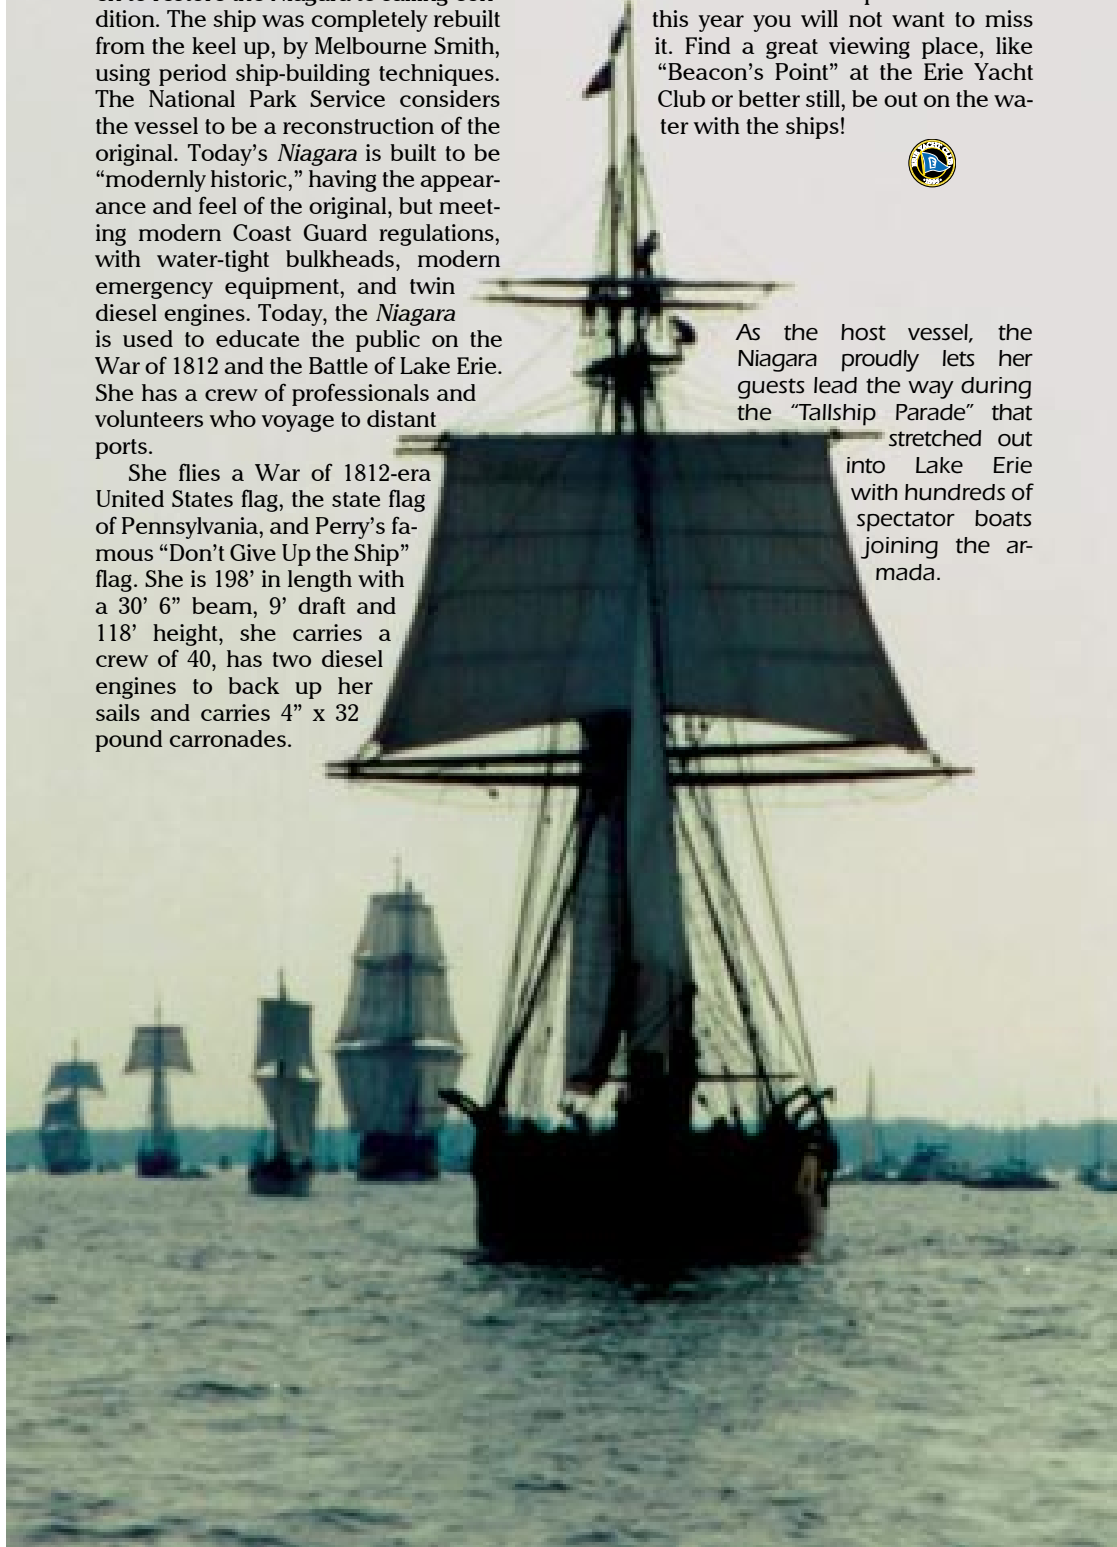 dition. The ship was completely rebuilt
from the keel up, by Melbourne Smith,
using period ship-building techniques.
The National Park Service considers
the vessel to be a reconstruction of the
original. Today’s Niagara is built to be
“modernly historic,” having the appear-
ance and feel of the original, but meet-
ing modern Coast Guard regulations,
with water-tight bulkheads, modern
emergency equipment, and twin
diesel engines. Today, the Niagara
is used to educate the public on the
War of 1812 and the Battle of Lake Erie.
She has a crew of professionals and
volunteers who voyage to distant
ports.
She flies a War of 1812-era
United States flag, the state flag
of Pennsylvania, and Perry’s fa-
mous “Don’t Give Up the Ship”
flag. She is 198’ in length with
a 30’ 6” beam, 9’ draft and
118’ height, she carries a
crew of 40, has two diesel
engines to back up her
sails and carries 4” x 32
pound carronades.
this year you will not want to miss
it. Find a great viewing place, like
“Beacon’s Point” at the Erie Yacht
Club or better still, be out on the wa-
ter with the ships!
As the host vessel, the
Niagara proudly lets her
guests lead the way during
the “Tallship Parade” that
stretched out
into Lake Erie
with hundreds of
spectator boats
joining the ar-
mada.